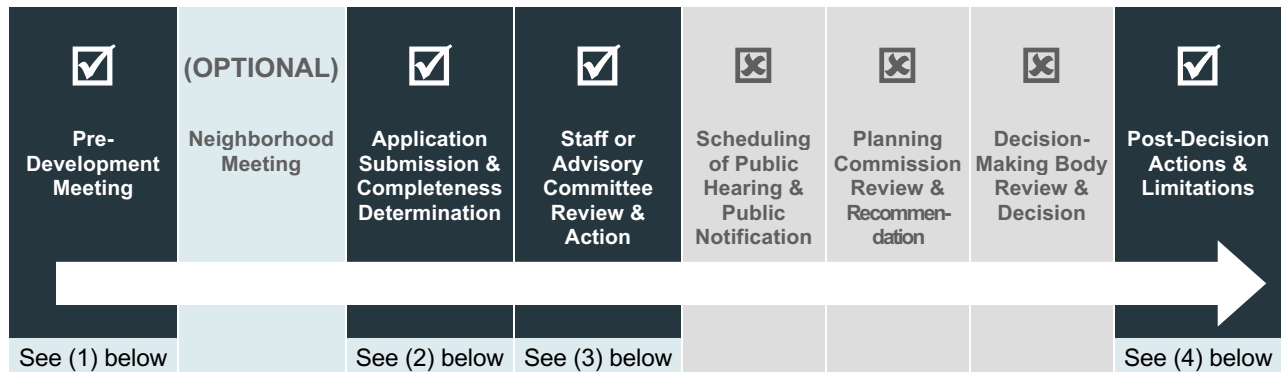 (OPTIONAL)
Pre-
Development
Meeting
Neighborhood
Meeting
Application
Submission &
Completeness
Determination
Staff or
Advisory
Committee
Review &
Action
Scheduling
of Public
Hearing &
Public
Notification
Planning
Commission
Review &
Recommen-
dation
Decision-
Making Body
Review &
Decision
Post-Decision
Actions &
Limitations
See (1) below
See (2) below
See (3) below
See (4) below